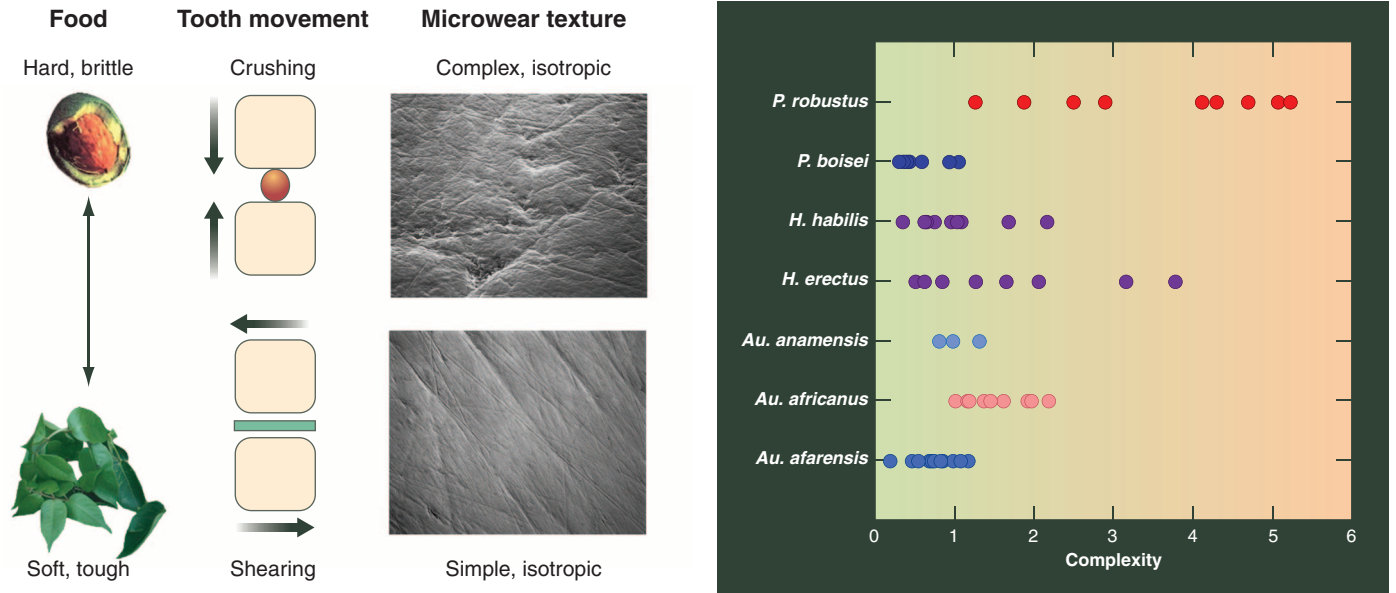 Food
Tooth movement
Microwear texture
Hard, brittle
Crushing
Complex, isotropic
Soft, tough
Shearing
Simple, isotropic
P. robustus
P. boisei
H. habilis
H. erectus
Au. anamensis
Au. africanus
Au. afarensis
0 1 2 3 4 5 6
Complexity